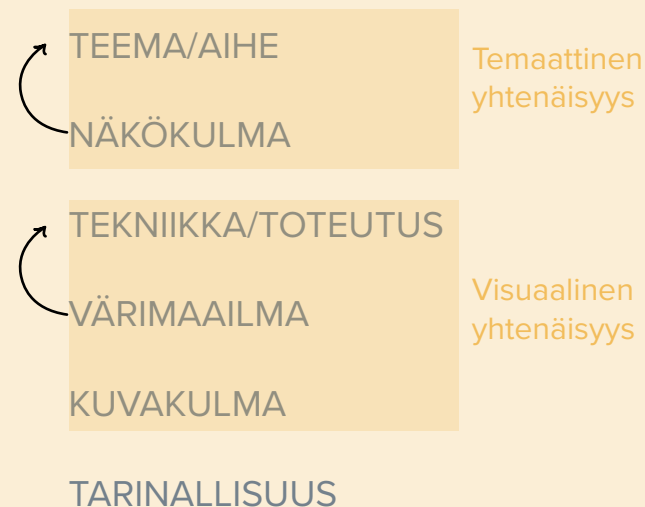 TEEMA/AIHE
Temaattinen
yhtenäisyys
NÄKÖKULMA
TEKNIIKKA/TOTEUTUS
VÄRIMAAILMA
Visuaalinen
yhtenäisyys
KUVAKULMA
TARINALLISUUS